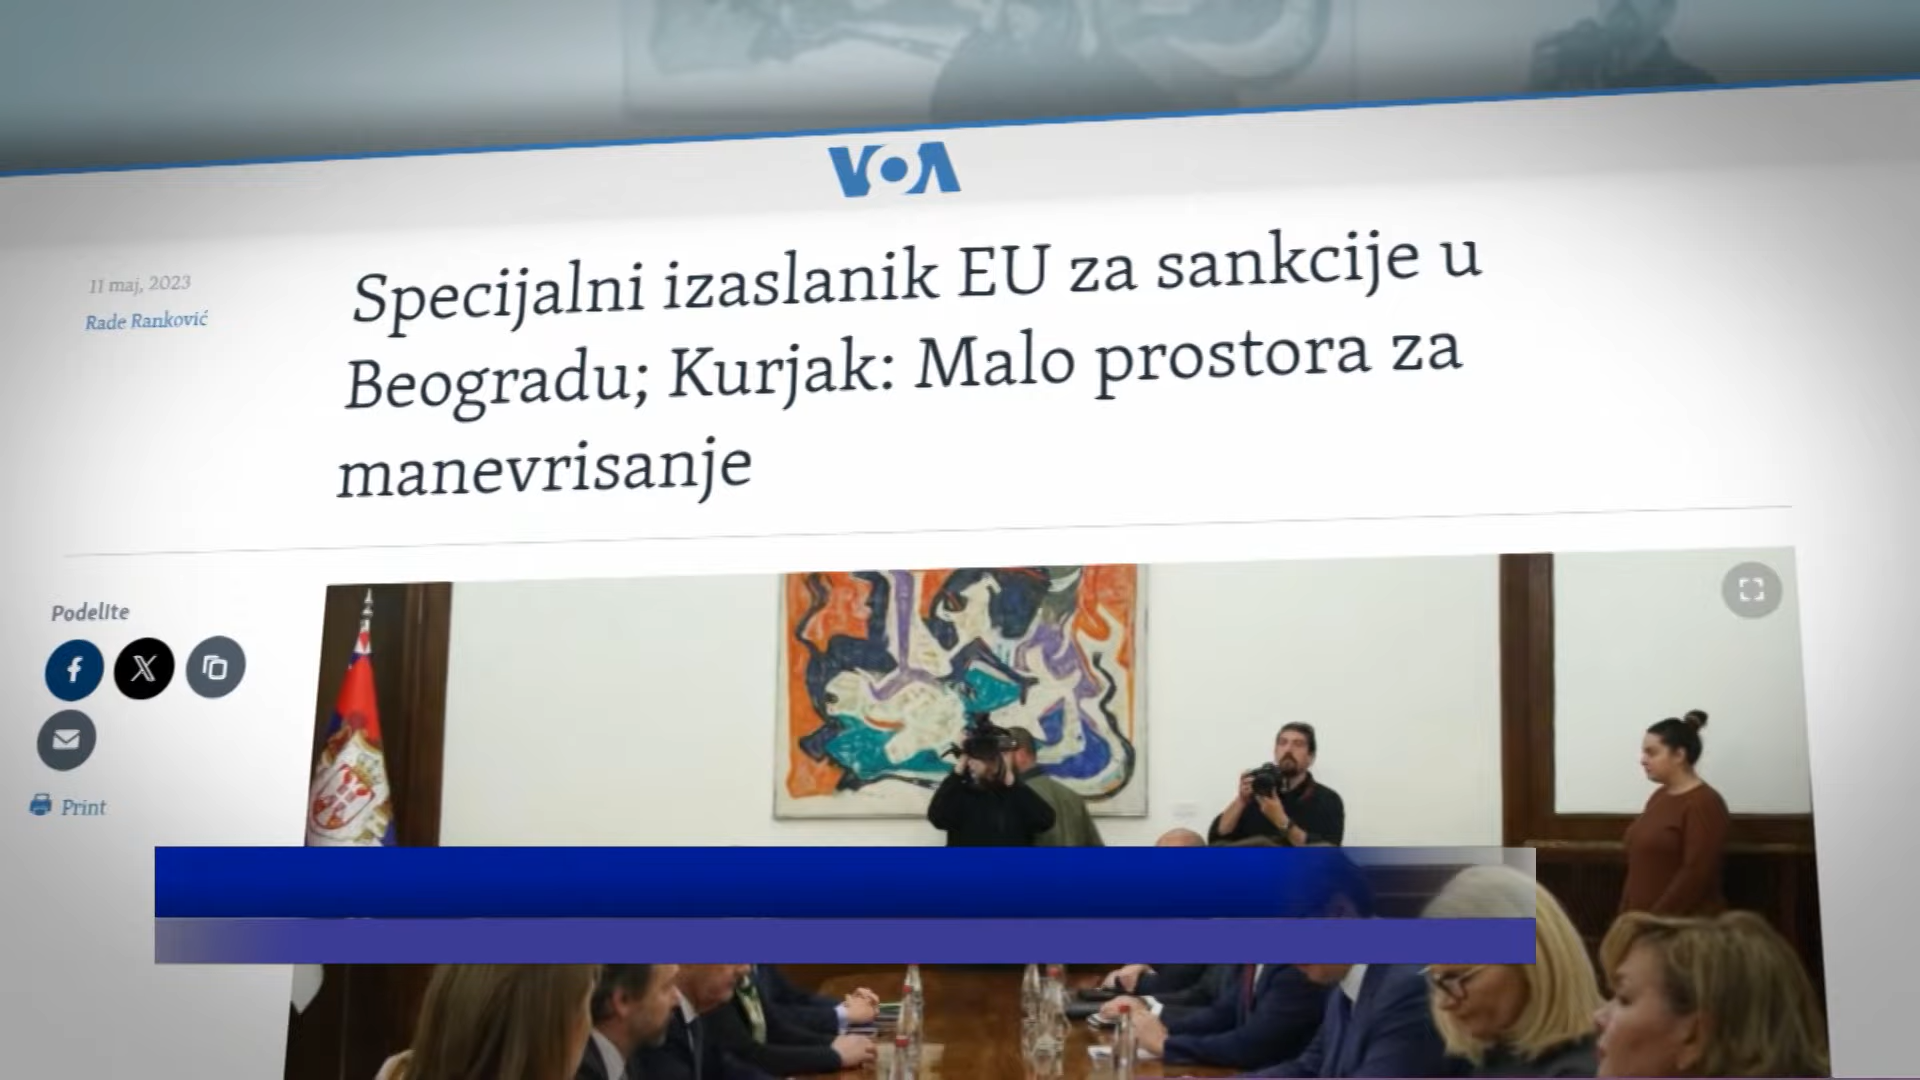 VOA
11 maj, 2023
Rade Ranković
Specijalni izaslanik EU za sankcije u
Beogradu; Kurjak: Malo prostora za
manevrisanje
Podelite
Print